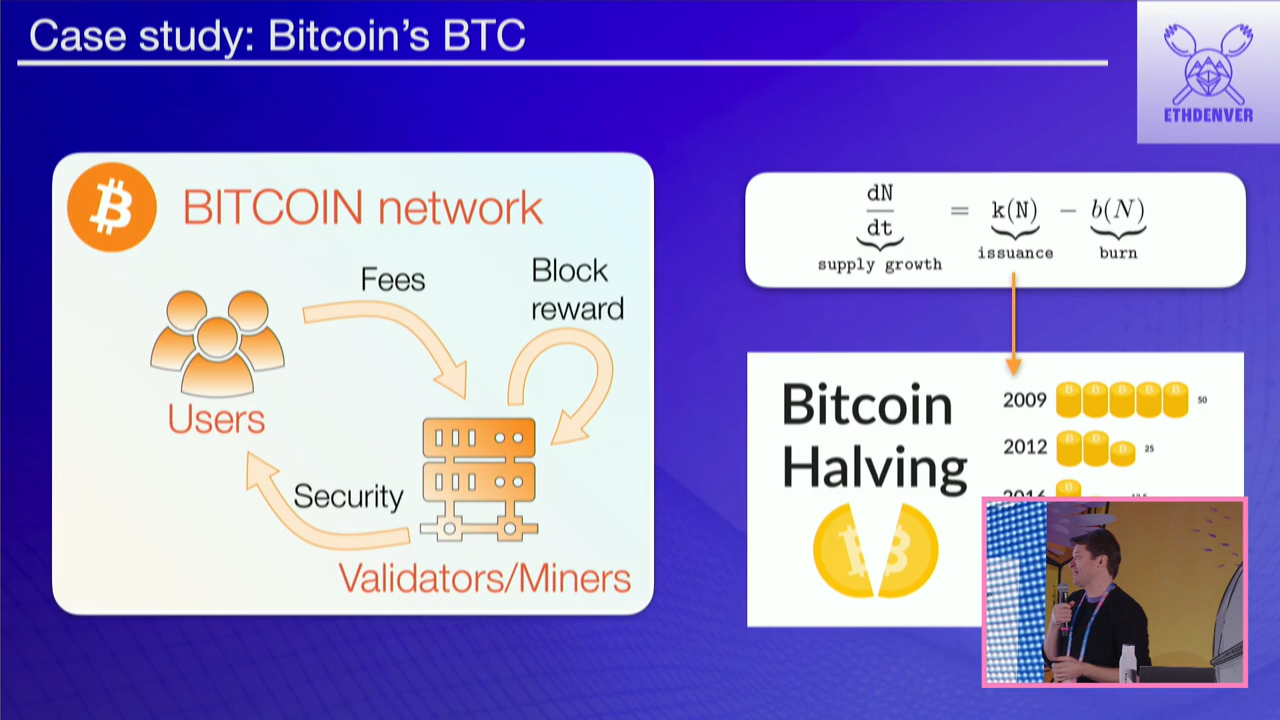 Case study: Bitcoin's BTC
ETHDENVER
BITCOIN network
Fees
Block
reward
Users
Security
Validators/Miners
dN
dt
= k(N) − b(N)
supply growth
issuance
burn
Bitcoin
Halving
2009
50
2012
25
2016